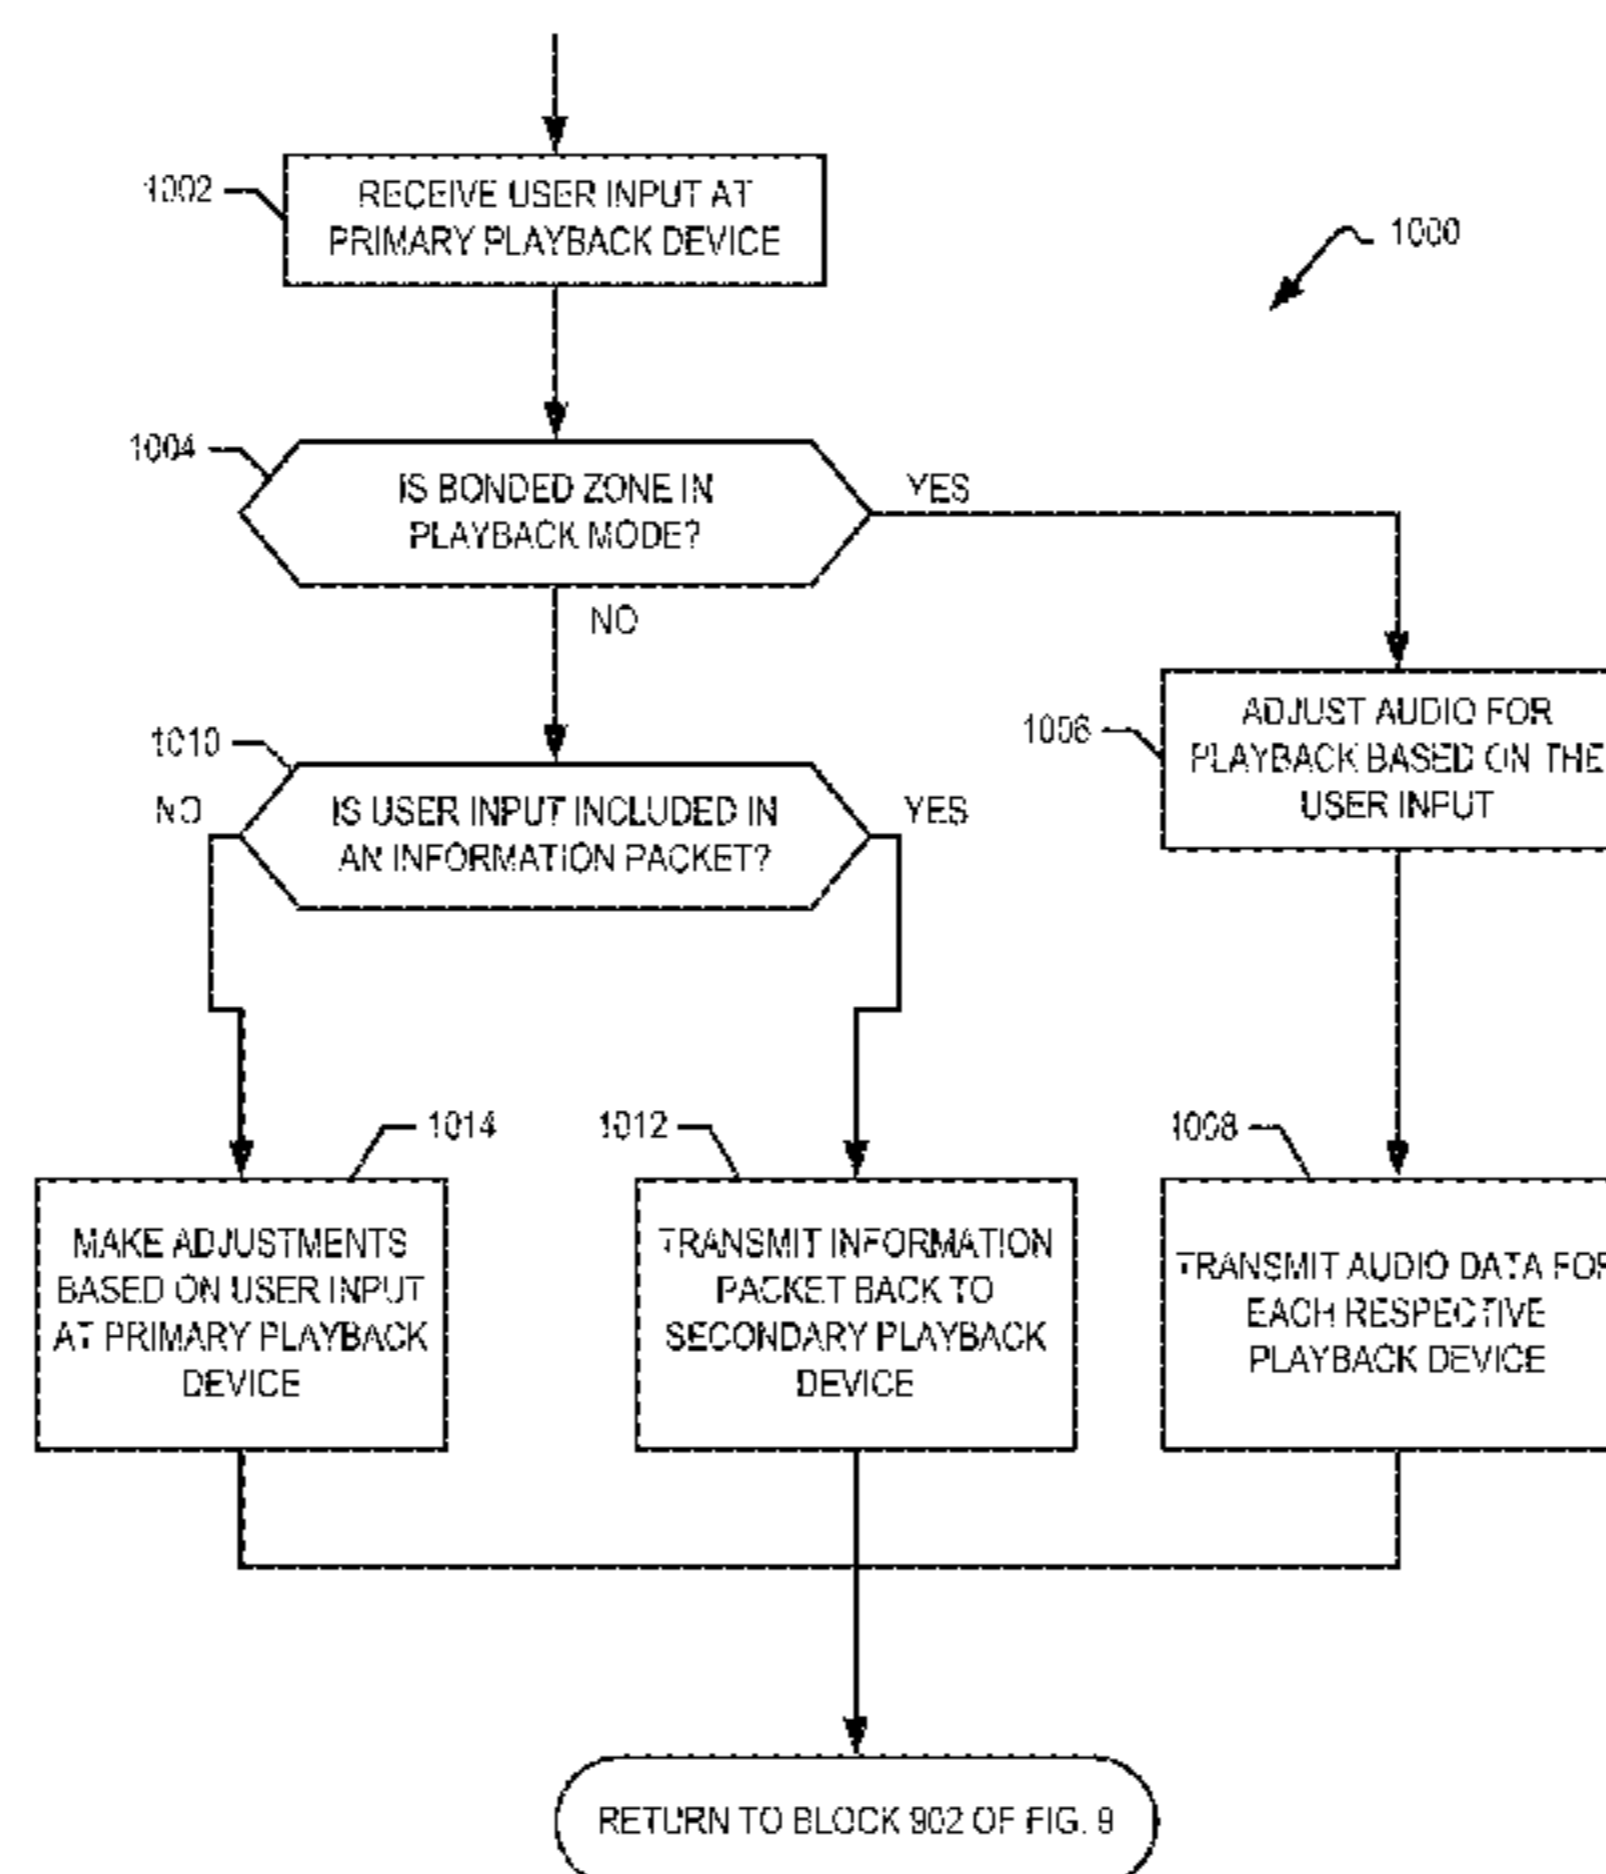 1002
RECEIVE USER INPUT AT
PRIMARY PLAYBACK DEVICE
1000
1004
IS BONDED ZONE IN
PLAYBACK MODE?
YES
NO
1006
ADJUST AUDIO FOR
PLAYBACK BASED ON THE
USER INPUT
1010
NO
IS USER INPUT INCLUDED IN
AN INFORMATION PACKET?
YES
1014
MAKE ADJUSTMENTS
BASED ON USER INPUT
AT PRIMARY PLAYBACK
DEVICE
1012
TRANSMIT INFORMATION
PACKET BACK TO
SECONDARY PLAYBACK
DEVICE
1008
TRANSMIT AUDIO DATA FOR
EACH RESPECTIVE
PLAYBACK DEVICE
RETURN TO BLOCK 902 OF FIG. 9